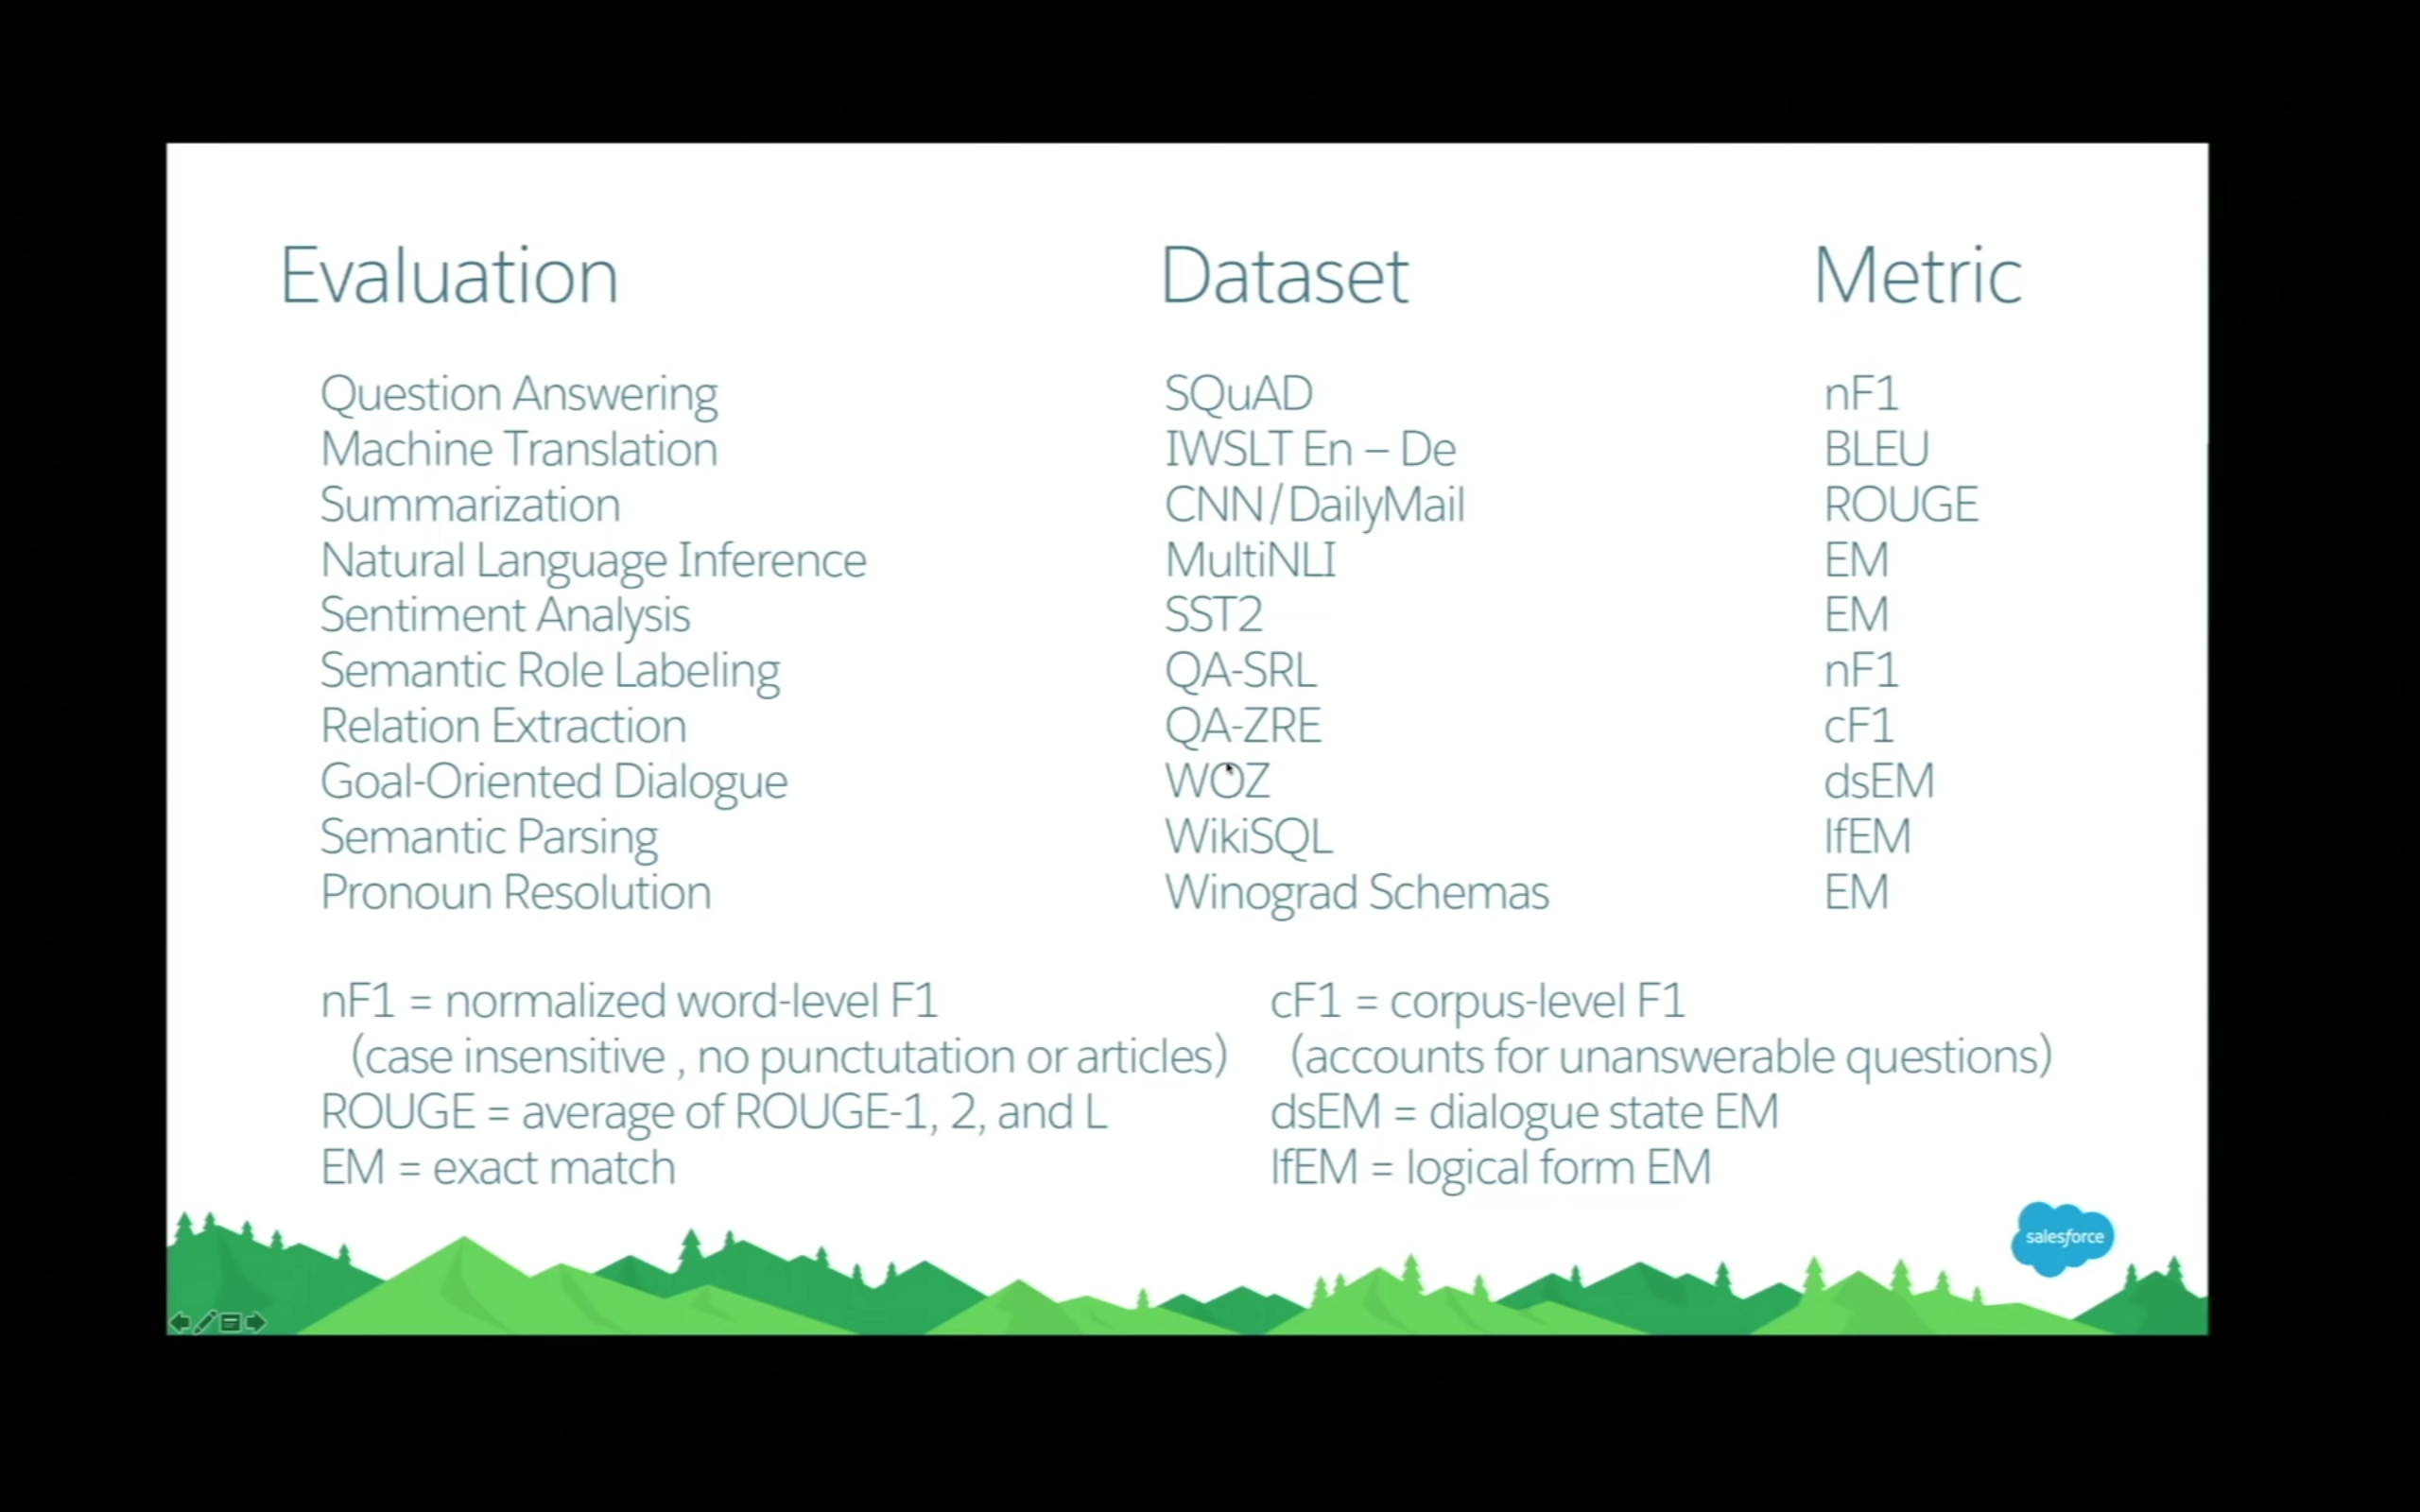 Evaluation Dataset Metric
Question Answering SQuAD nF1
Machine Translation IWSLT En – De BLEU
Summarization CNN/DailyMail ROUGE
Natural Language Inference MultiNLI EM
Sentiment Analysis SST2 EM
Semantic Role Labeling QA-SRL nF1
Relation Extraction QA-ZRE cF1
Goal-Oriented Dialogue WOZ dsEM
Semantic Parsing WikiSQL lfEM
Pronoun Resolution Winograd Schemas EM
nF1 = normalized word-level F1 cF1 = corpus-level F1
(case insensitive , no punctutation or articles) (accounts for unanswerable questions)
ROUGE = average of ROUGE-1, 2, and L dsEM = dialogue state EM
EM = exact match lfEM = logical form EM
salesforce